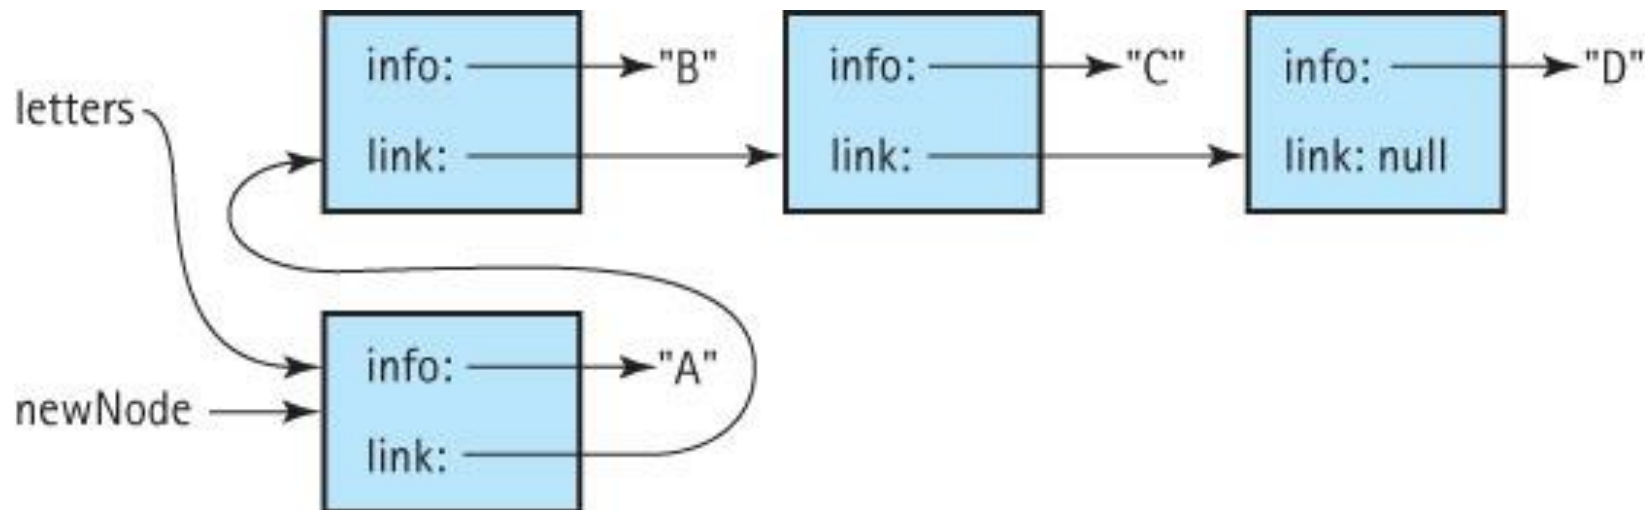 info: "B" info: "C" info: "D"
letters
link: link: link: null
info: "A"
newNode
link: